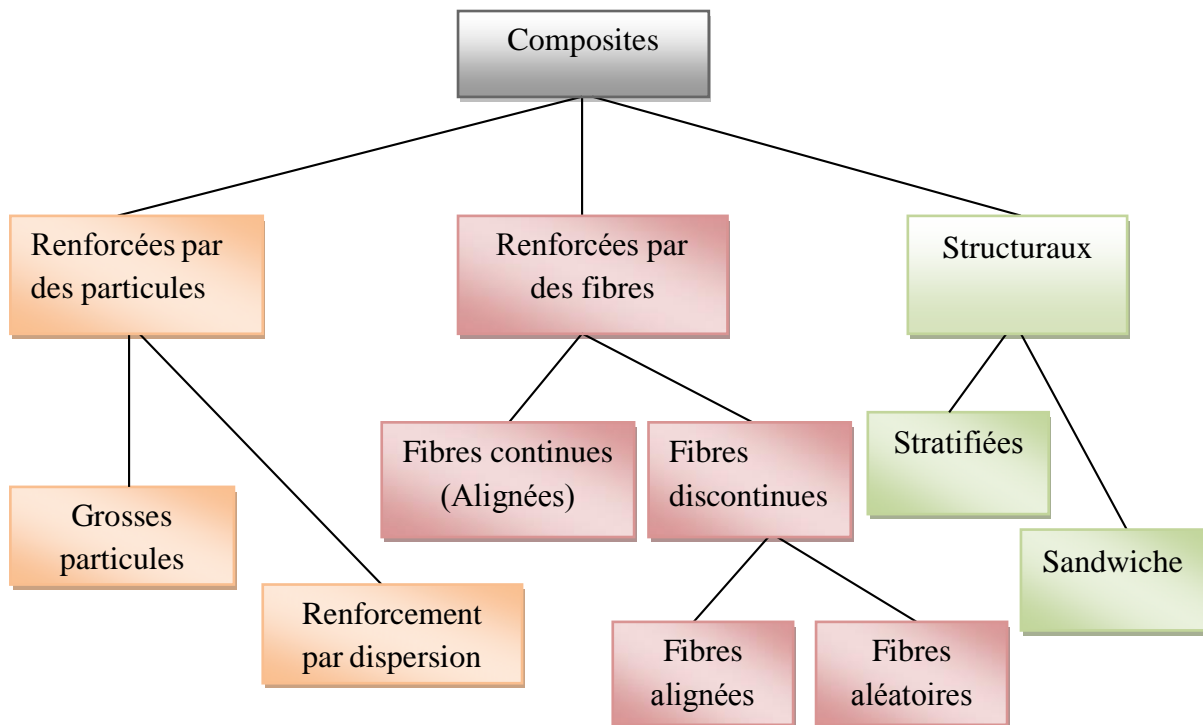 Composites
Renforcées par
des particules
Renforcées par
des fibres
Structuraux
Fibres continues
(Alignées)
Fibres
discontinues
Stratifiées
Grosses
particules
Sandwiche
Renforcement
par dispersion
Fibres
alignées
Fibres
aléatoires